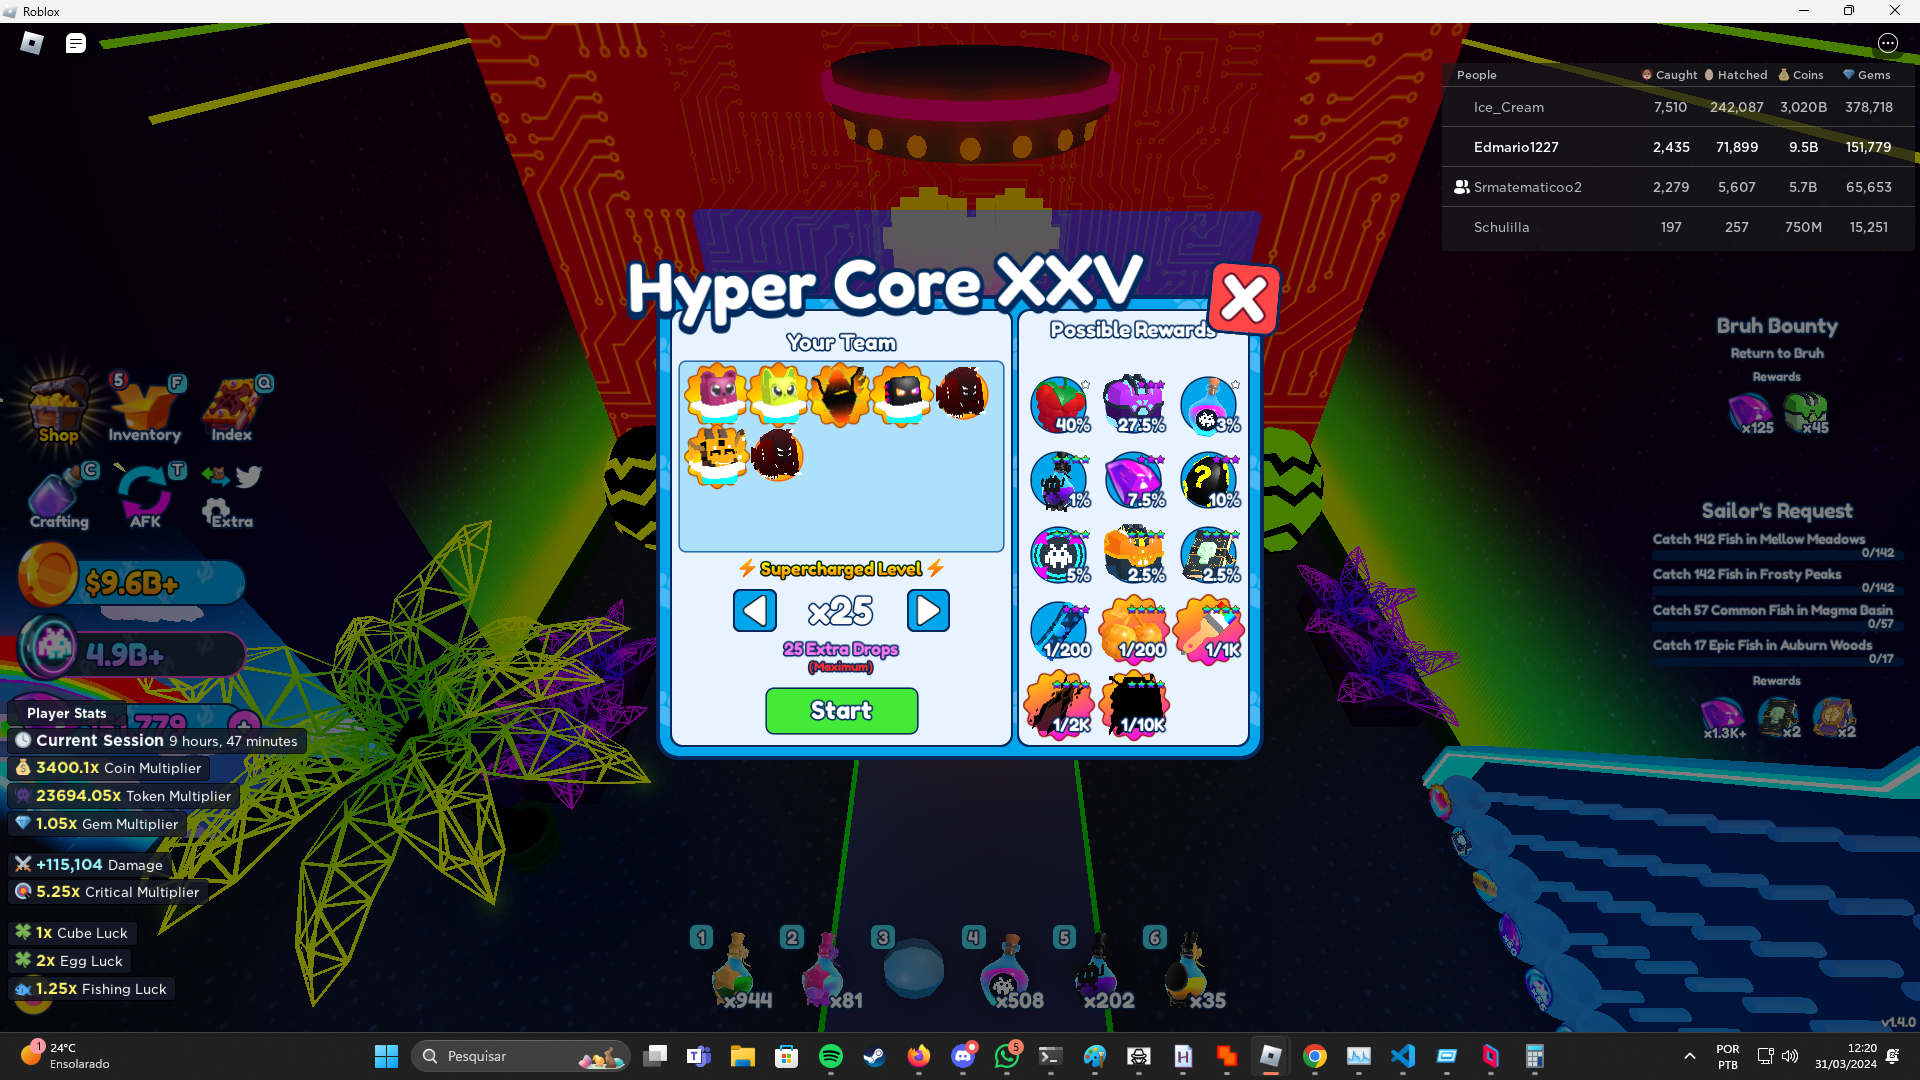 Roblox
People Caught Hatched Coins Gems
Ice_Cream 7,510 242,087 3,020B 378,718
Edmario1227 2,435 71,899 9.5B 151,779
Srmatematicoo2 2,279 5,607 5.7B 65,653
Schulilla 197 257 750M 15,251
Hyper Core XXV
Your Team
⚡ Supercharged Level ⚡
x25
25 Extra Drops
(Maximum)
Start
Possible Rewards
40% 27.5% 3%
1% 7.5% 10%
5% 2.5% 2.5%
1/200 1/200 1/1K
1/2K 1/10K
Bruh Bounty
Return to Bruh
Rewards
x125 x45
Sailor's Request
Catch 142 Fish in Mellow Meadows
0/142
Catch 142 Fish in Frosty Peaks
0/142
Catch 57 Common Fish in Magma Basin
0/57
Catch 17 Epic Fish in Auburn Woods
0/17
Rewards
x1.3K+ x2 x2
5 F Q
Shop Inventory Index
C T
Crafting AFK Extra
$9.6B+
4.9B+
779
Player Stats
Current Session 9 hours, 47 minutes
3400.1x Coin Multiplier
23694.05x Token Multiplier
1.05x Gem Multiplier
+115,104 Damage
5.25x Critical Multiplier
1x Cube Luck
2x Egg Luck
1.25x Fishing Luck
1 2 3 4 5 6
x944 x81 x508 x202 x35
v1.4.0
1
24°C
Ensolarado
Pesquisar
5
POR
PTB
12:20
31/03/2024